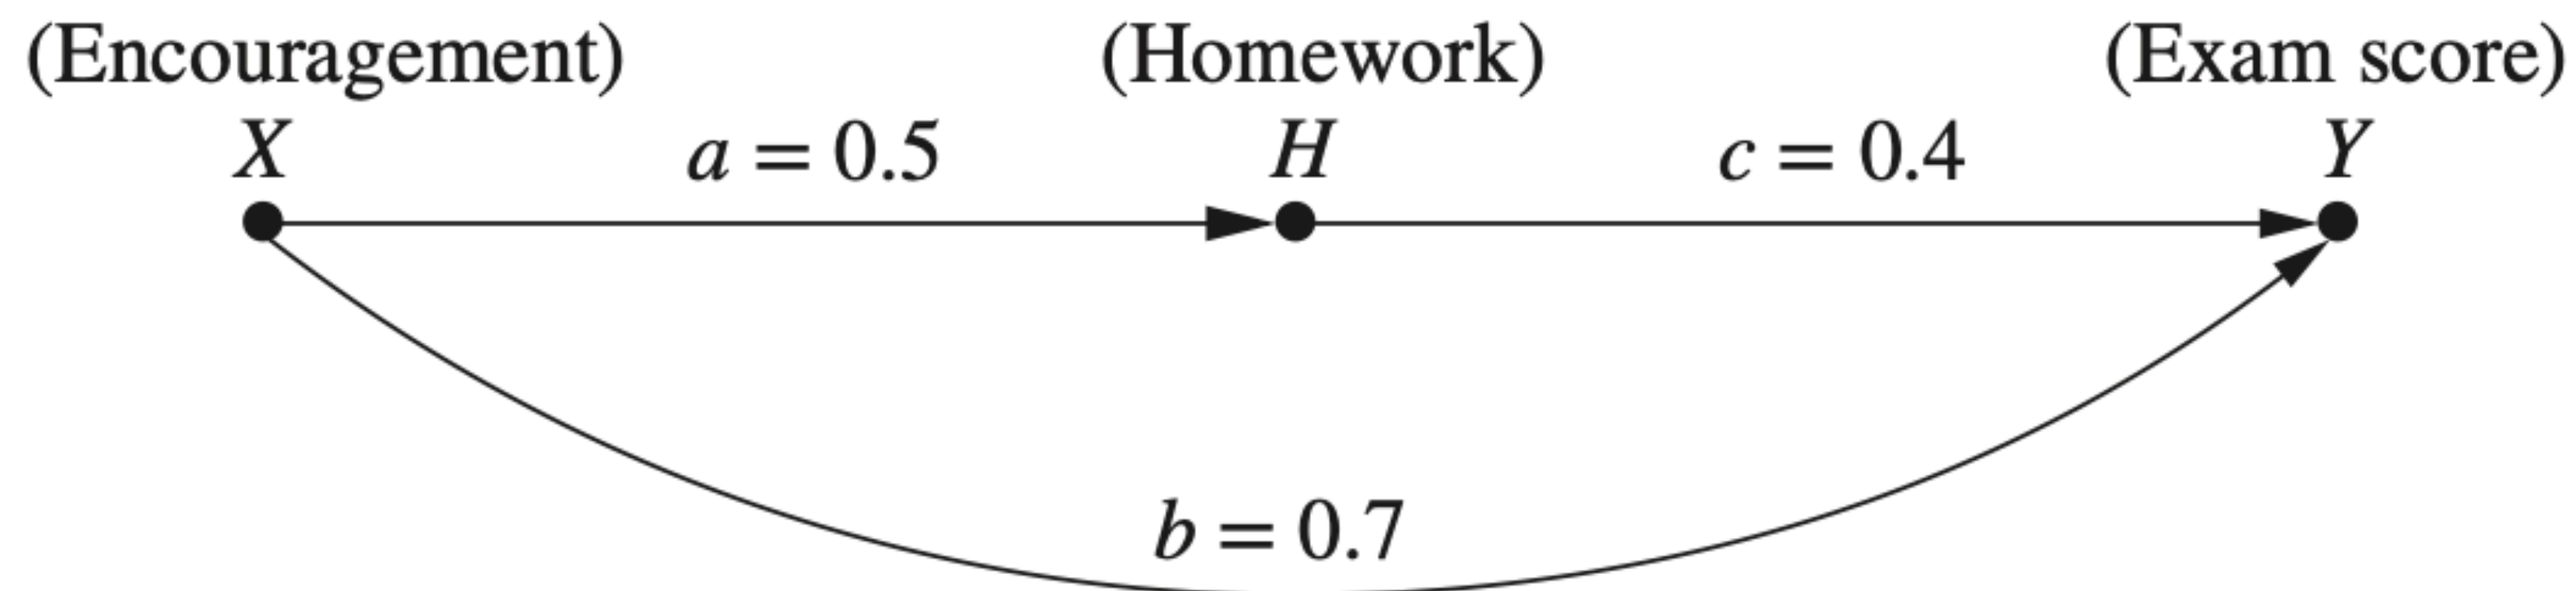 (Encouragement) (Homework) (Exam score)
X a = 0.5 H c = 0.4 Y
b = 0.7